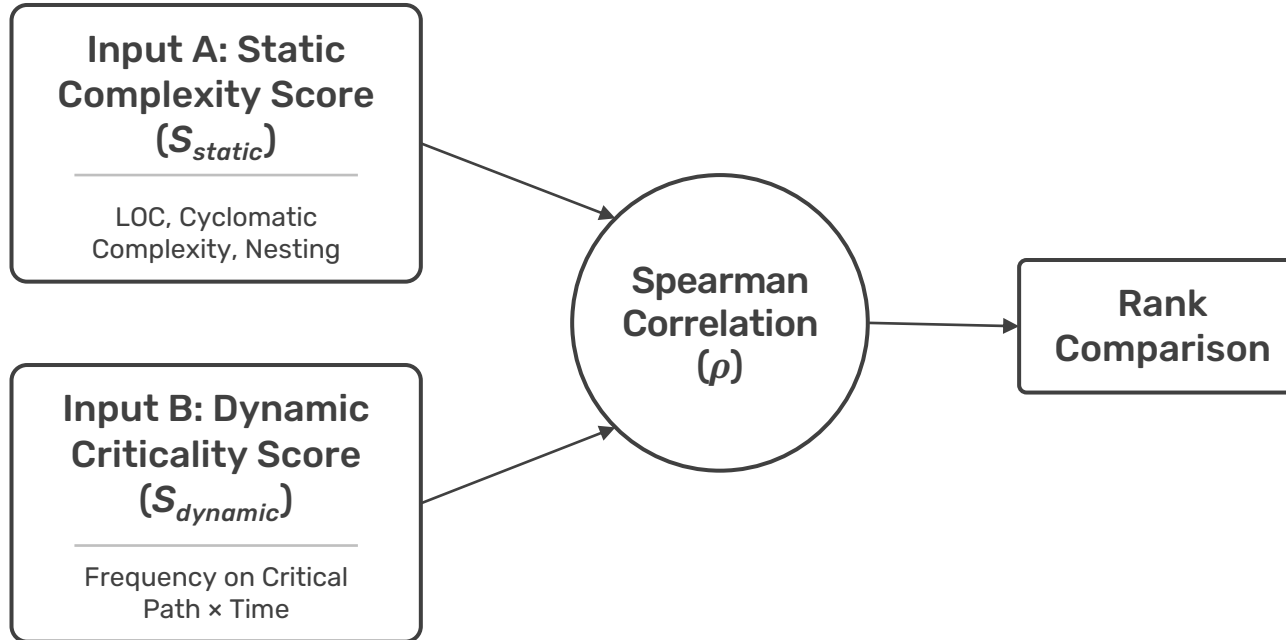 Input A: Static
Complexity Score
(S_static)
LOC, Cyclomatic
Complexity, Nesting
Input B: Dynamic
Criticality Score
(S_dynamic)
Frequency on Critical
Path × Time
Spearman
Correlation
(ρ)
Rank
Comparison